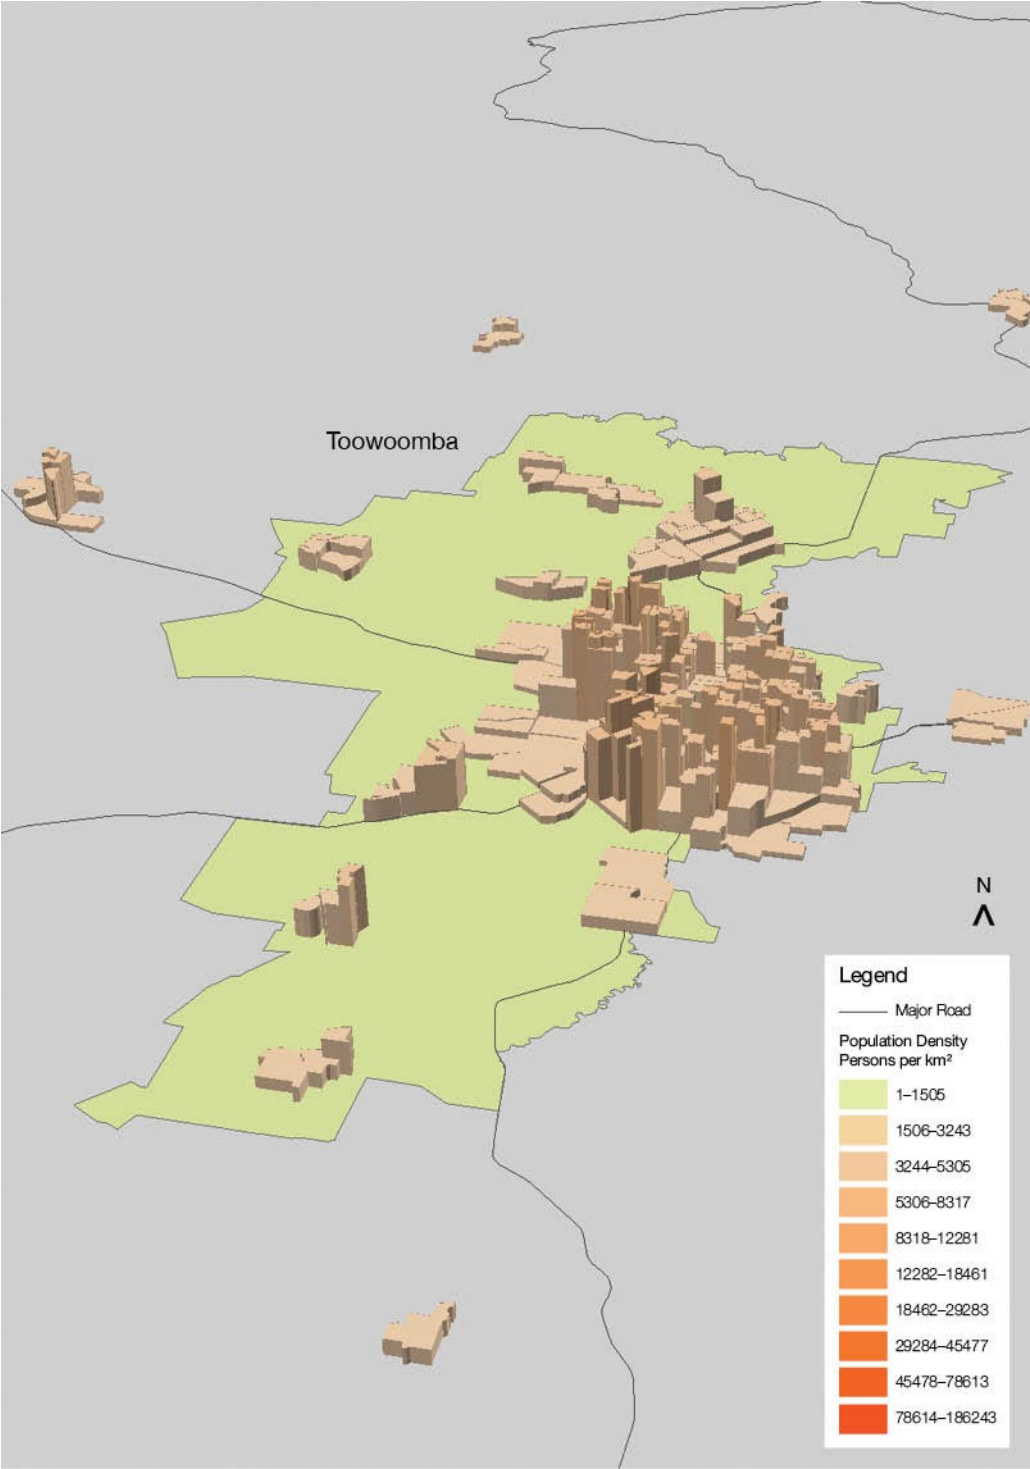 Toowoomba
N
Legend
Major Road
Population Density
Persons per km²
1–1505
1506–3243
3244–5305
5306–8317
8318–12281
12282–18461
18462–29283
29284–45477
45478–78613
78614–186243